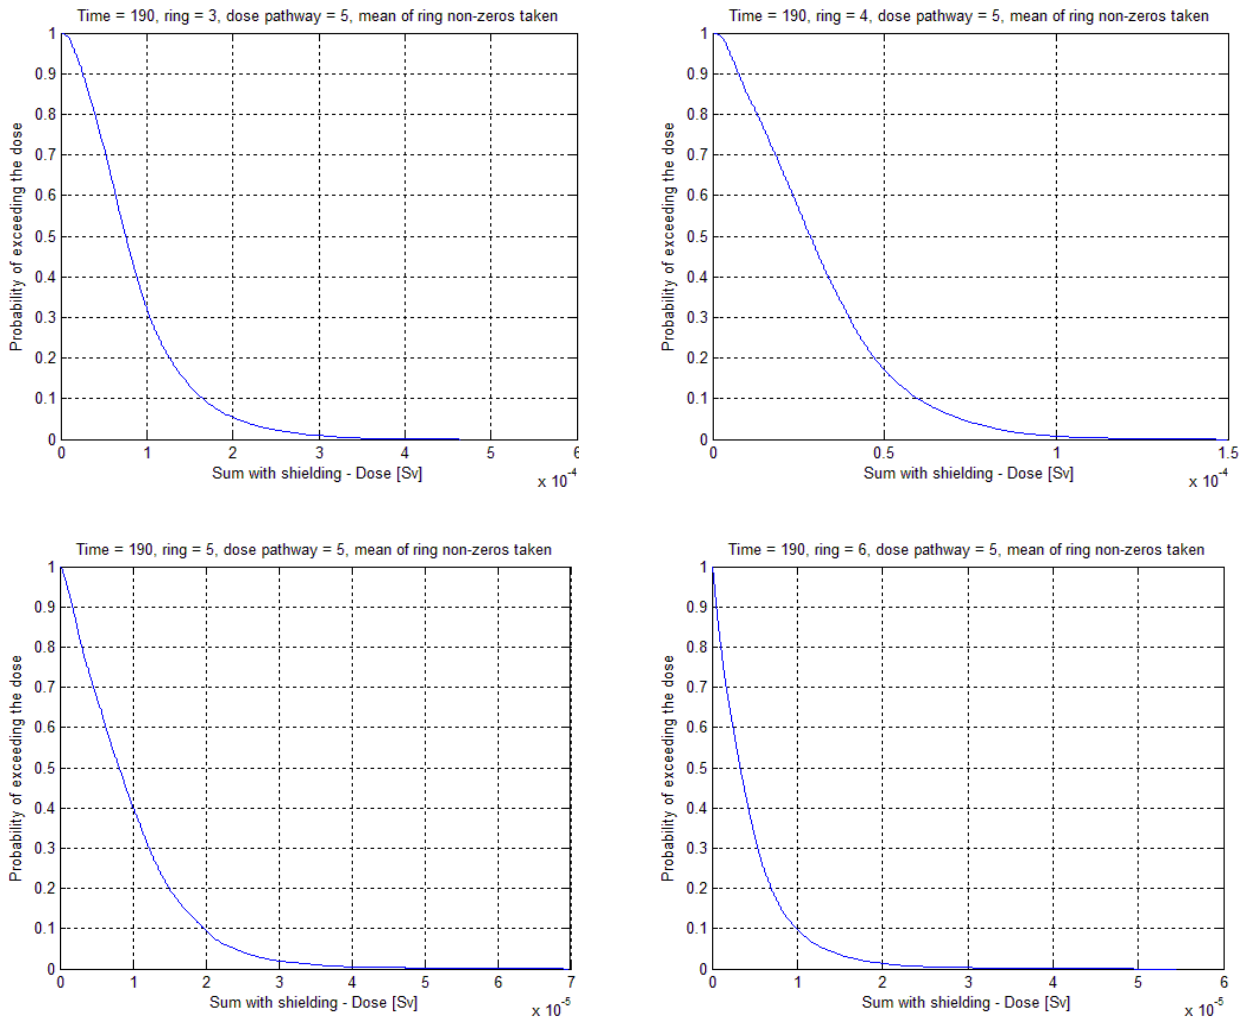 Time = 190, ring = 3, dose pathway = 5, mean of ring non-zeros taken
1
0.9
0.8
0.7
0.6
0.5
0.4
0.3
0.2
0.1
0
Probability of exceeding the dose
0 1 2 3 4 5 6
Sum with shielding - Dose [Sv]
x 10^-4
Time = 190, ring = 4, dose pathway = 5, mean of ring non-zeros taken
1
0.9
0.8
0.7
0.6
0.5
0.4
0.3
0.2
0.1
0
Probability of exceeding the dose
0 0.5 1 1.5
Sum with shielding - Dose [Sv]
x 10^-4
Time = 190, ring = 5, dose pathway = 5, mean of ring non-zeros taken
1
0.9
0.8
0.7
0.6
0.5
0.4
0.3
0.2
0.1
0
Probability of exceeding the dose
0 1 2 3 4 5 6 7
Sum with shielding - Dose [Sv]
x 10^-5
Time = 190, ring = 6, dose pathway = 5, mean of ring non-zeros taken
1
0.9
0.8
0.7
0.6
0.5
0.4
0.3
0.2
0.1
0
Probability of exceeding the dose
0 1 2 3 4 5 6
Sum with shielding - Dose [Sv]
x 10^-5